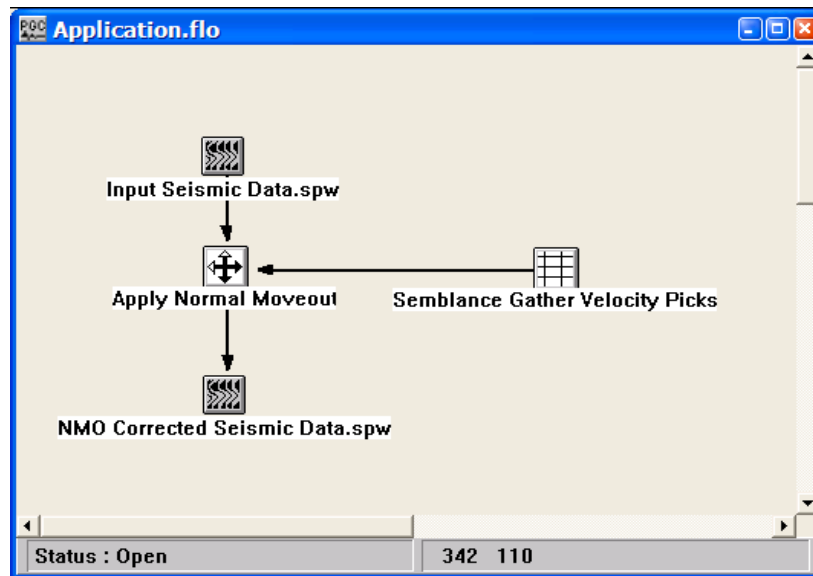 PGC Application.flo
Input Seismic Data.spw
Apply Normal Moveout
Semblance Gather Velocity Picks
NMO Corrected Seismic Data.spw
Status : Open 342 110